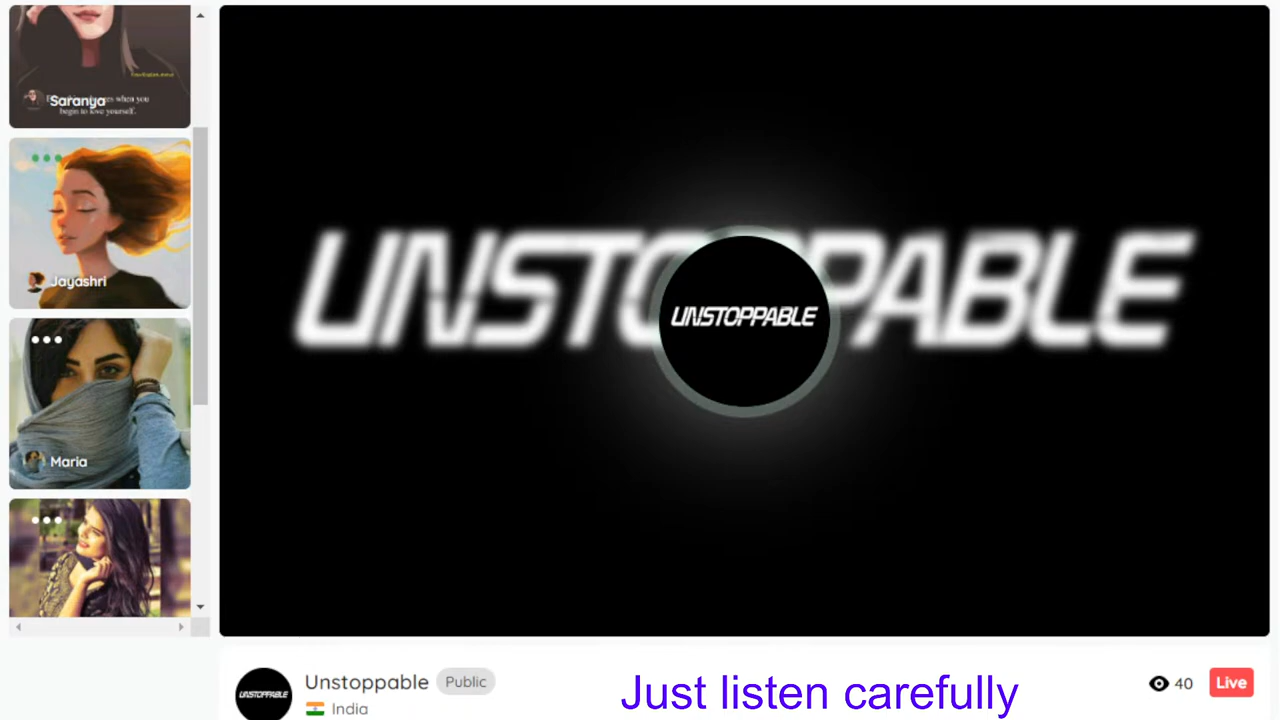 Saranya
when you
begin to love yourself.
Jayashri
Maria
UNSTOPPABLE
UNSTOPPABLE
UNSTOPPABLE
Unstoppable
Public
India
Just listen carefully
40
Live